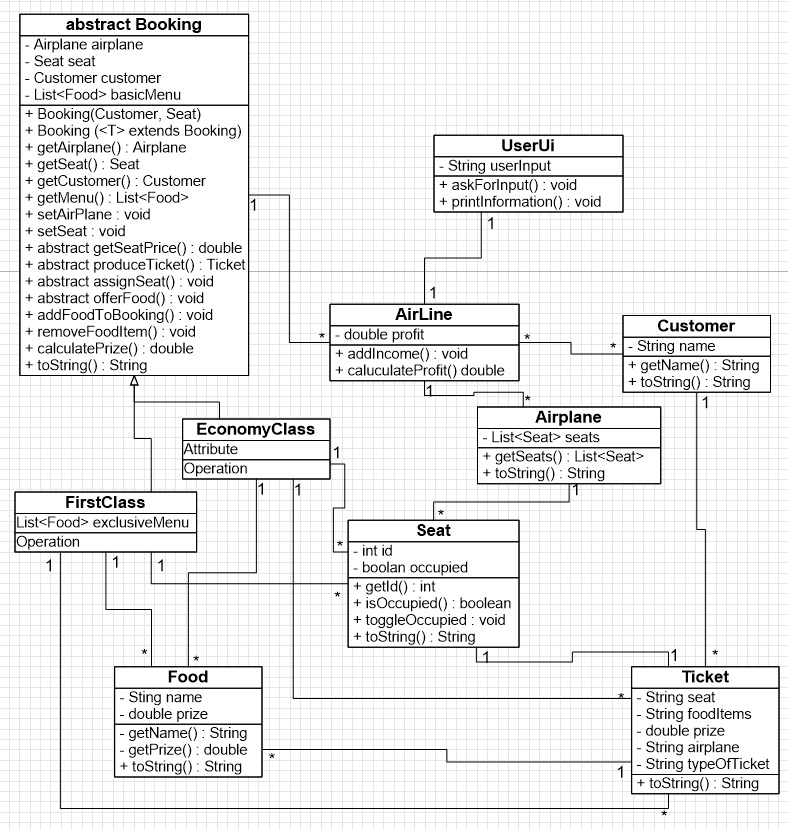 abstract Booking
- Airplane airplane
- Seat seat
- Customer customer
- List<Food> basicMenu
+ Booking(Customer, Seat)
+ Booking (<T> extends Booking)
+ getAirplane() : Airplane
+ getSeat() : Seat
+ getCustomer() : Customer
+ getMenu() : List<Food>
+ setAirPlane : void
+ setSeat : void
+ abstract getSeatPrice() : double
+ abstract produceTicket() : Ticket
+ abstract assignSeat() : void
+ abstract offerFood() : void
+ addFoodToBooking() : void
+ removeFoodItem() : void
+ calculatePrize() : double
+ toString() : String
1
*
UserUi
- String userInput
+ askForInput() : void
+ printInformation() : void
1
1
AirLine
- double profit
+ addIncome() : void
+ caluculateProfit() double
*
*
1
*
Customer
- String name
+ getName() : String
+ toString() : String
1
*
Airplane
- List<Seat> seats
+ getSeats() : List<Seat>
+ toString() : String
1
*
EconomyClass
Attribute
Operation
1
*
1
1
FirstClass
List<Food> exclusiveMenu
Operation
1
1
1
*
Seat
- int id
- boolan occupied
+ getId() : int
+ isOccupied() : boolean
+ toggleOccupied : void
+ toString() : String
1
1
*
*
Food
- Sting name
- double prize
- getName() : String
- getPrize() : double
+ toString() : String
*
1
*
Ticket
- String seat
- String foodItems
- double prize
- String airplane
- String typeOfTicket
+ toString() : String
*